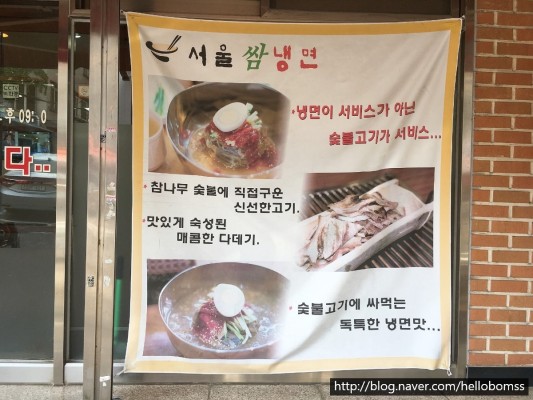 서울 쌈냉면
·냉면이 서비스가 아닌
숯불고기가 서비스...
·참나무 숯불에 직접구운
신선한고기.
·맛있게 숙성된
매콤한 다데기.
·숯불고기에 싸먹는
독특한 냉면맛...
후 09:
다..
http://blog.naver.com/hellobomss